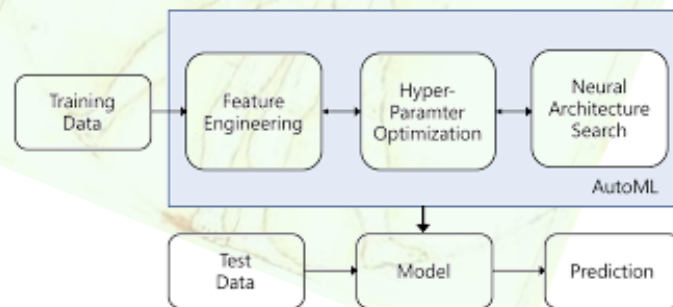 Training
Data
Feature
Engineering
Hyper-
Paramter
Optimization
Neural
Architecture
Search
AutoML
Test
Data
Model
Prediction